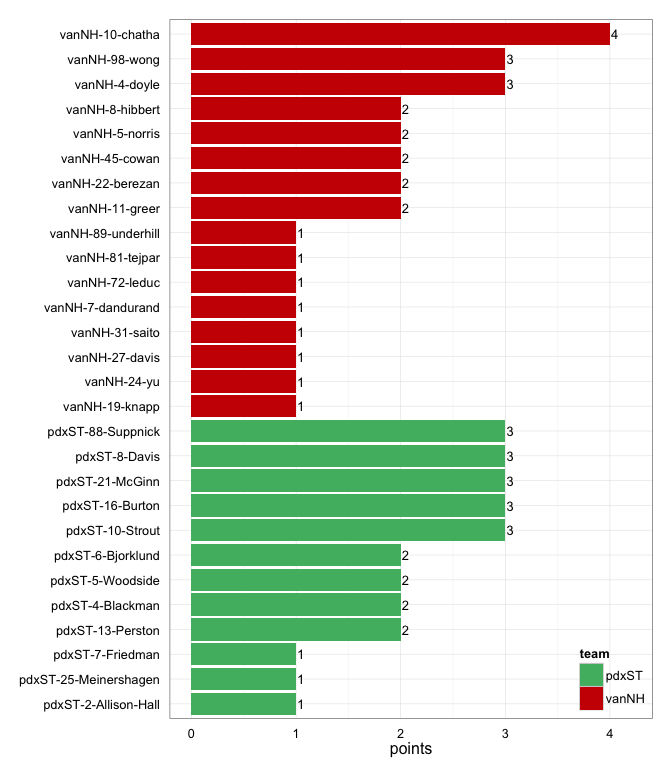 vanNH-10-chatha 4
vanNH-98-wong 3
vanNH-4-doyle 3
vanNH-8-hibbert 2
vanNH-5-norris 2
vanNH-45-cowan 2
vanNH-22-berezan 2
vanNH-11-greer 2
vanNH-89-underhill 1
vanNH-81-tejpar 1
vanNH-72-leduc 1
vanNH-7-dandurand 1
vanNH-31-saito 1
vanNH-27-davis 1
vanNH-24-yu 1
vanNH-19-knapp 1
pdxST-88-Suppnick 3
pdxST-8-Davis 3
pdxST-21-McGinn 3
pdxST-16-Burton 3
pdxST-10-Strout 3
pdxST-6-Bjorklund 2
pdxST-5-Woodside 2
pdxST-4-Blackman 2
pdxST-13-Perston 2
pdxST-7-Friedman 1
pdxST-25-Meinershagen 1
pdxST-2-Allison-Hall 1
team
pdxST
vanNH
0 1 2 3 4
points